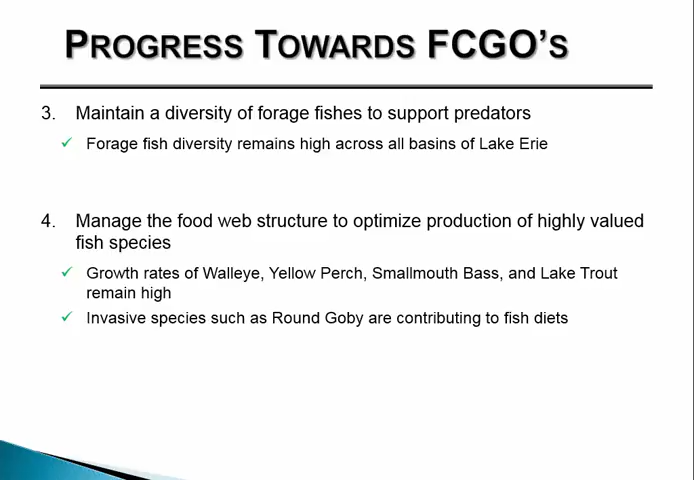 PROGRESS TOWARDS FCGO'S
3. Maintain a diversity of forage fishes to support predators
✓ Forage fish diversity remains high across all basins of Lake Erie
4. Manage the food web structure to optimize production of highly valued
fish species
✓ Growth rates of Walleye, Yellow Perch, Smallmouth Bass, and Lake Trout
remain high
✓ Invasive species such as Round Goby are contributing to fish diets